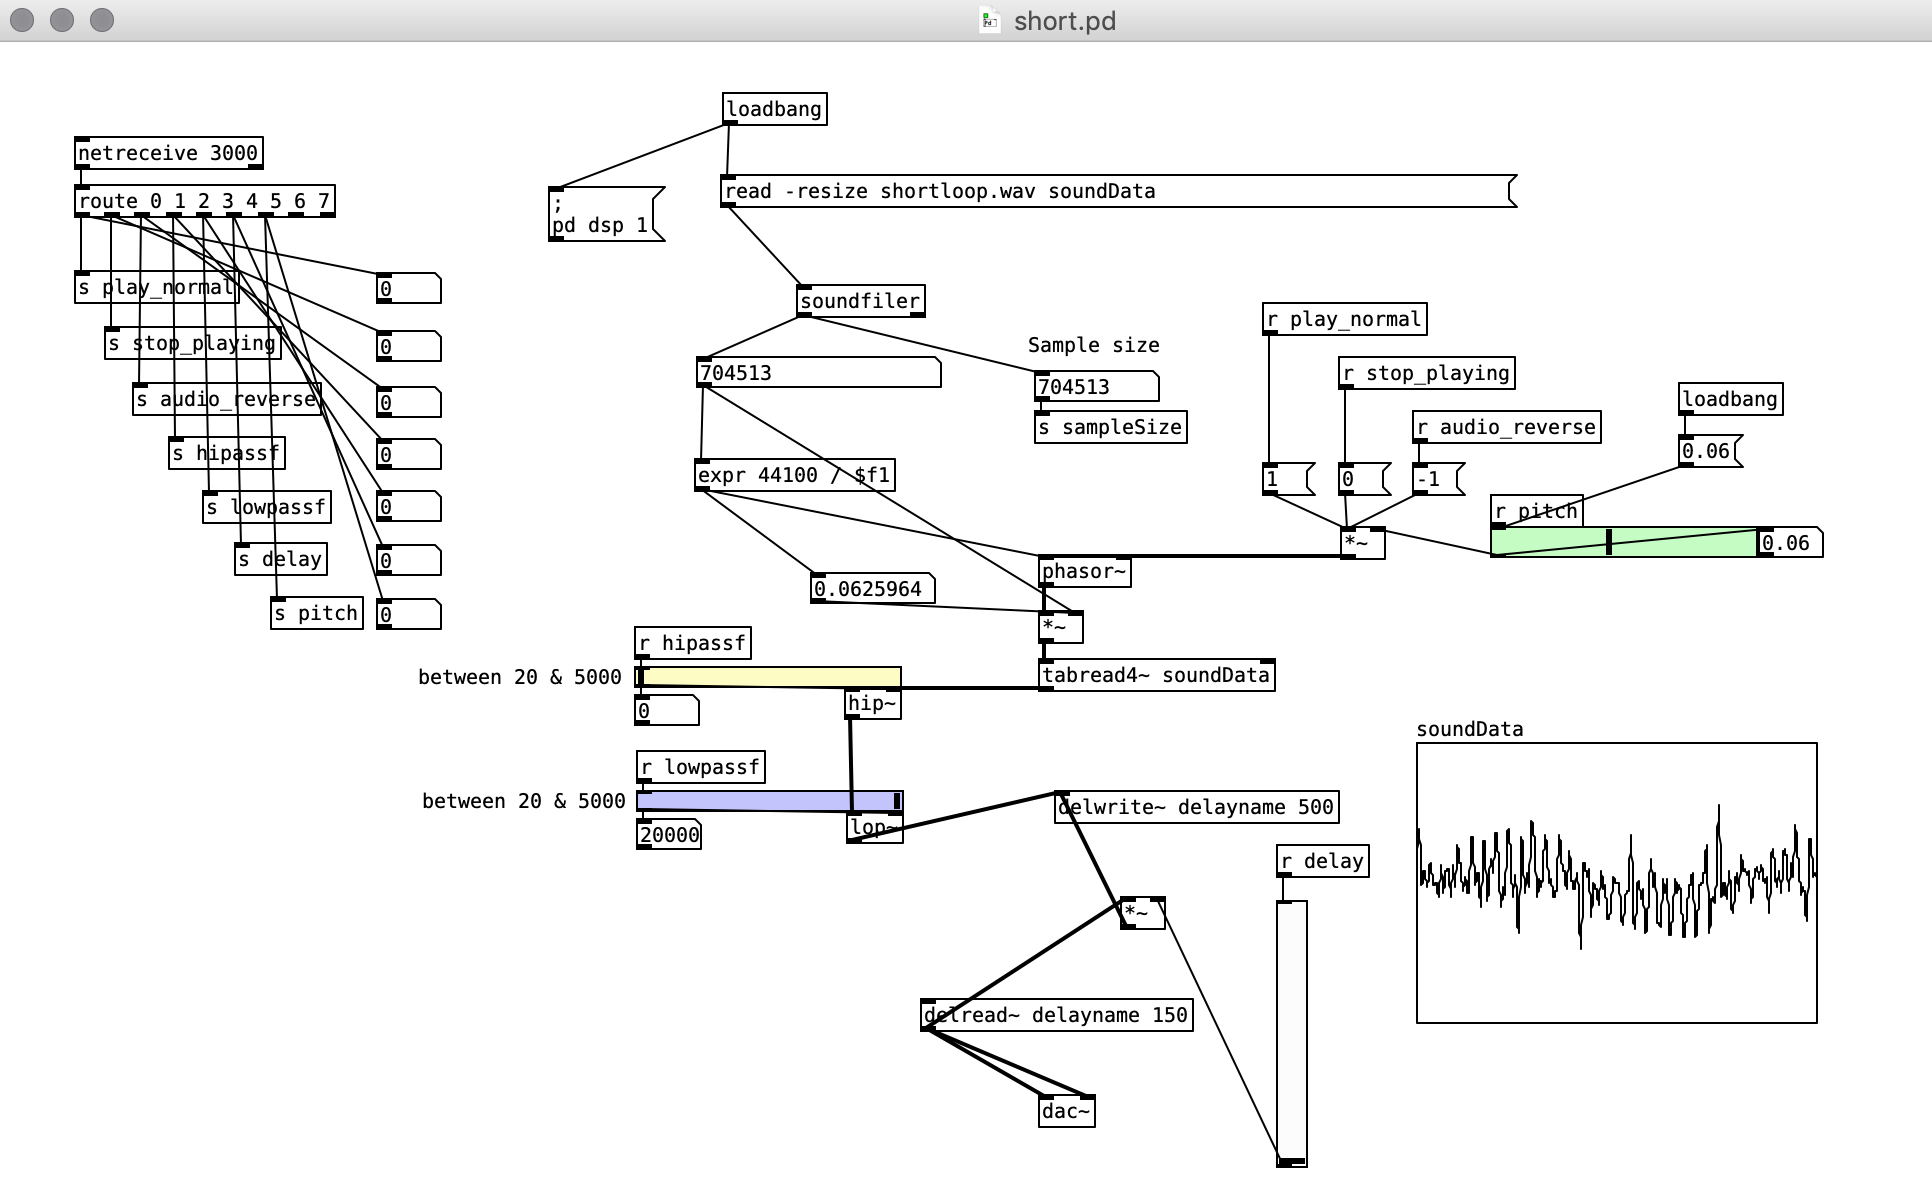 short.pd
loadbang
netreceive 3000
route 0 1 2 3 4 5 6 7
read -resize shortloop.wav soundData
;
pd dsp 1
s play_normal
0
soundfiler
r play_normal
s stop_playing
0
Sample size
704513
704513
r stop_playing
s audio_reverse
0
s sampleSize
r audio_reverse
loadbang
0.06
s hipassf
0
expr 44100 / $f1
1
0
-1
s lowpassf
0
r pitch
*~
0.06
s delay
0
phasor~
0.0625964
s pitch
0
*~
r hipassf
between 20 & 5000
tabread4~ soundData
0
hip~
soundData
r lowpassf
between 20 & 5000
delwrite~ delayname 500
20000
lop~
r delay
*~
delread~ delayname 150
dac~